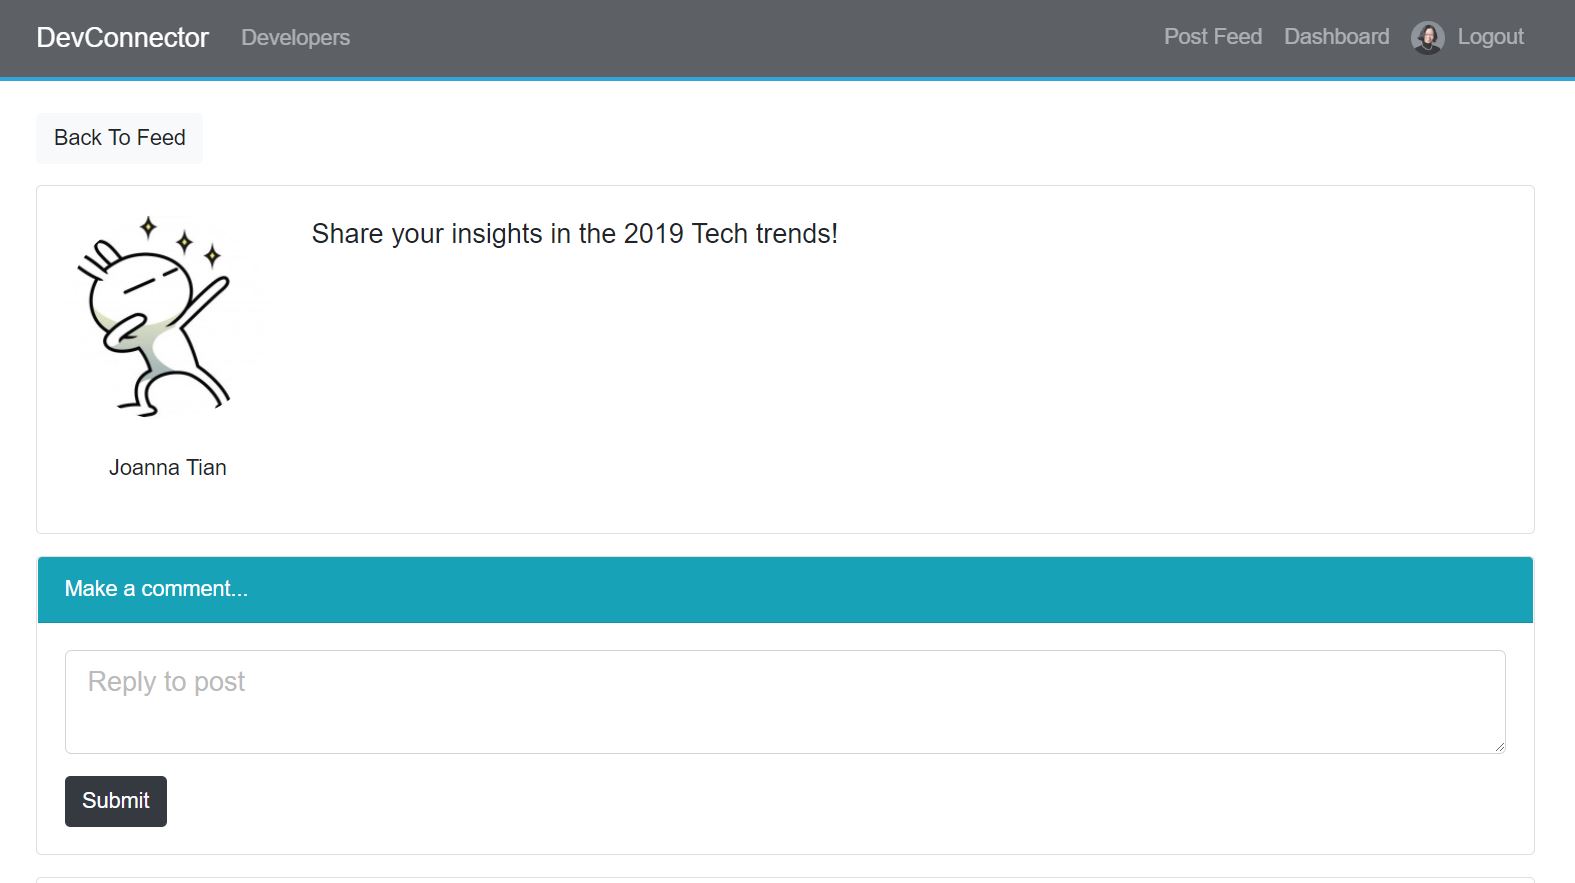 DevConnector Developers Post Feed Dashboard Logout
Back To Feed
Share your insights in the 2019 Tech trends!
Joanna Tian
Make a comment...
Reply to post
Submit